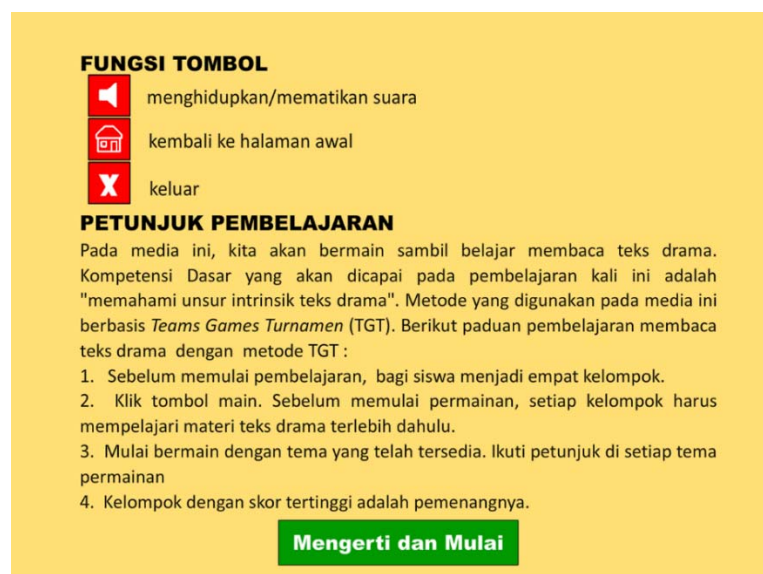 FUNGSI TOMBOL
menghidupkan/mematikan suara
kembali ke halaman awal
X keluar
PETUNJUK PEMBELAJARAN
Pada media ini, kita akan bermain sambil belajar membaca teks drama.
Kompetensi Dasar yang akan dicapai pada pembelajaran kali ini adalah
"memahami unsur intrinsik teks drama". Metode yang digunakan pada media ini
berbasis Teams Games Turnamen (TGT). Berikut paduan pembelajaran membaca
teks drama dengan metode TGT :
1. Sebelum memulai pembelajaran, bagi siswa menjadi empat kelompok.
2. Klik tombol main. Sebelum memulai permainan, setiap kelompok harus
mempelajari materi teks drama terlebih dahulu.
3. Mulai bermain dengan tema yang telah tersedia. Ikuti petunjuk di setiap tema
permainan
4. Kelompok dengan skor tertinggi adalah pemenangnya.
Mengerti dan Mulai